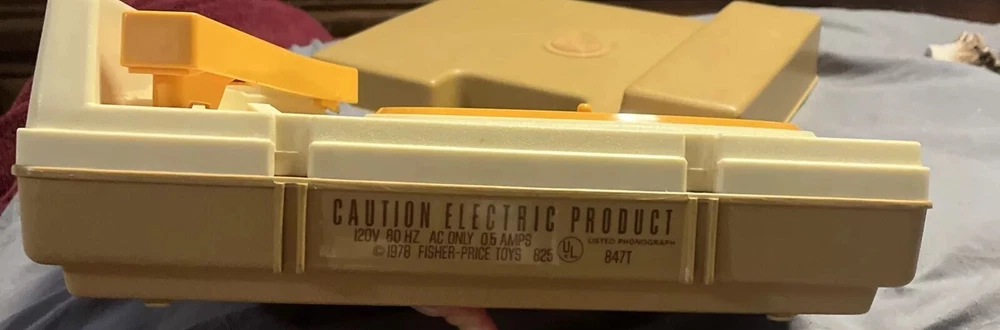 CAUTION ELECTRIC PRODUCT
120V 60 HZ AC ONLY 0.5 AMPS
UL LISTED PHONOGRAPH
©1978 FISHER-PRICE TOYS 825 847T